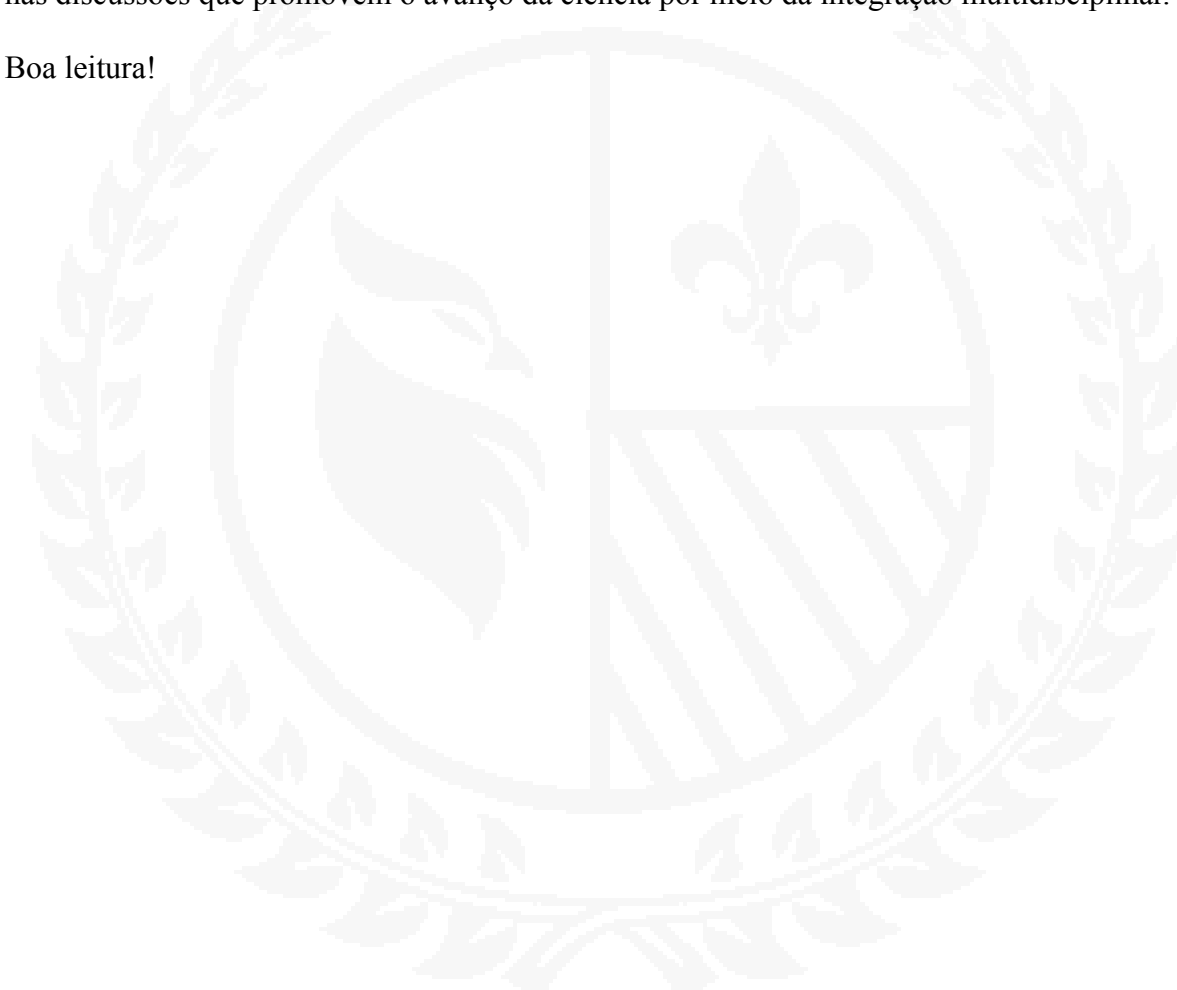 nas discussões que promovem o avanço da ciência por meio da integração multidisciplinar.
Boa leitura!